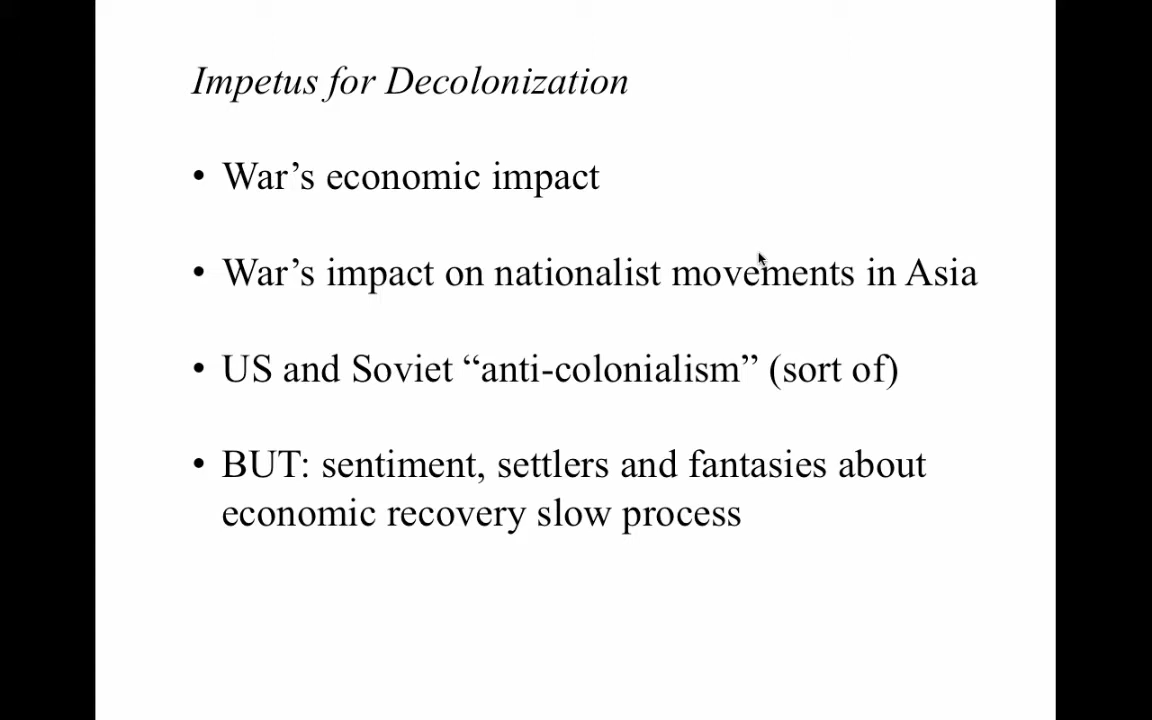 Impetus for Decolonization
• War’s economic impact
• War’s impact on nationalist movements in Asia
• US and Soviet “anti-colonialism” (sort of)
• BUT: sentiment, settlers and fantasies about
economic recovery slow process